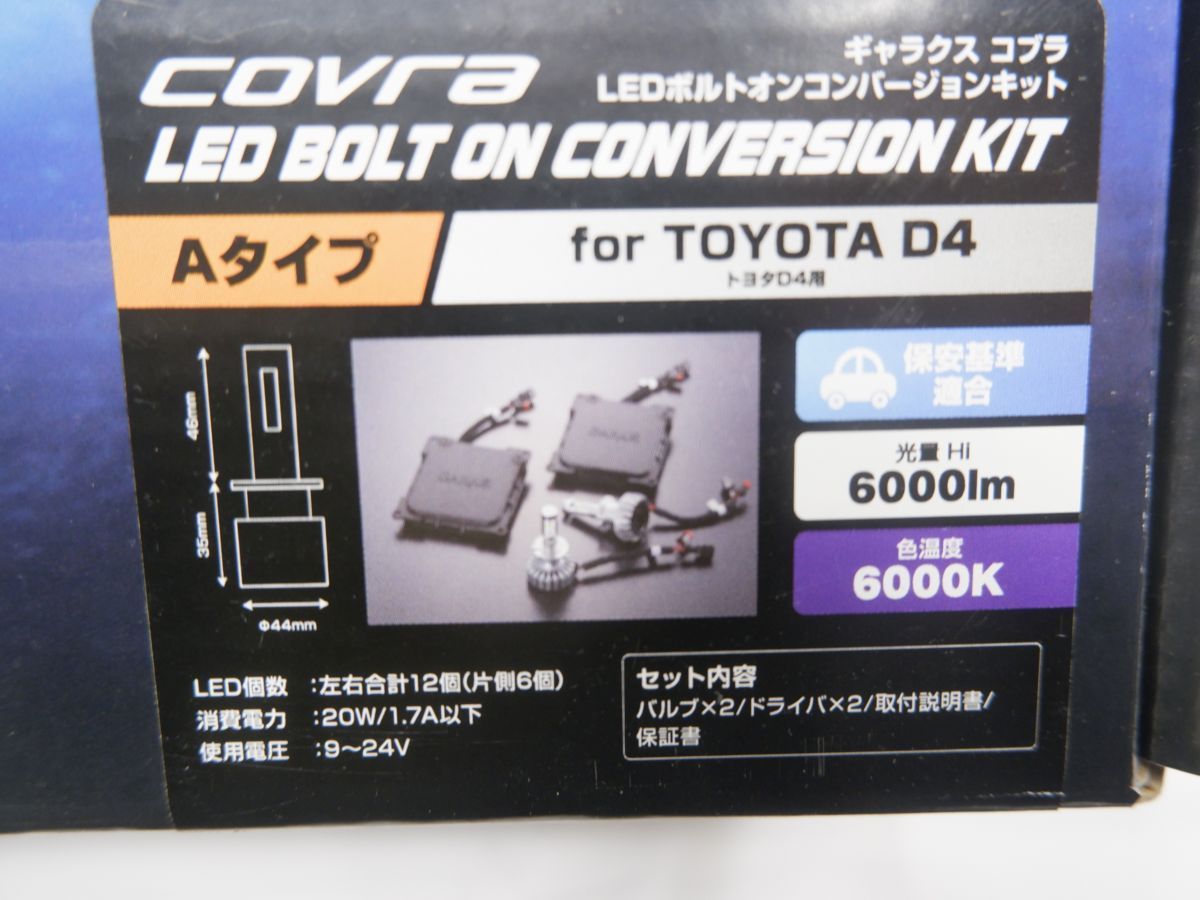 covra
ギャラクス コブラ
LEDボルトオンコンバージョンキット
LED BOLT ON CONVERSION KIT
Aタイプ
for TOYOTA D4
トヨタD4用
46mm
35mm
Φ44mm
保安基準
適合
光量 Hi
6000lm
色温度
6000K
LED個数 :左右合計12個(片側6個)
消費電力 :20W/1.7A以下
使用電圧 :9~24V
セット内容
バルブ×2/ドライバ×2/取付説明書/
保証書